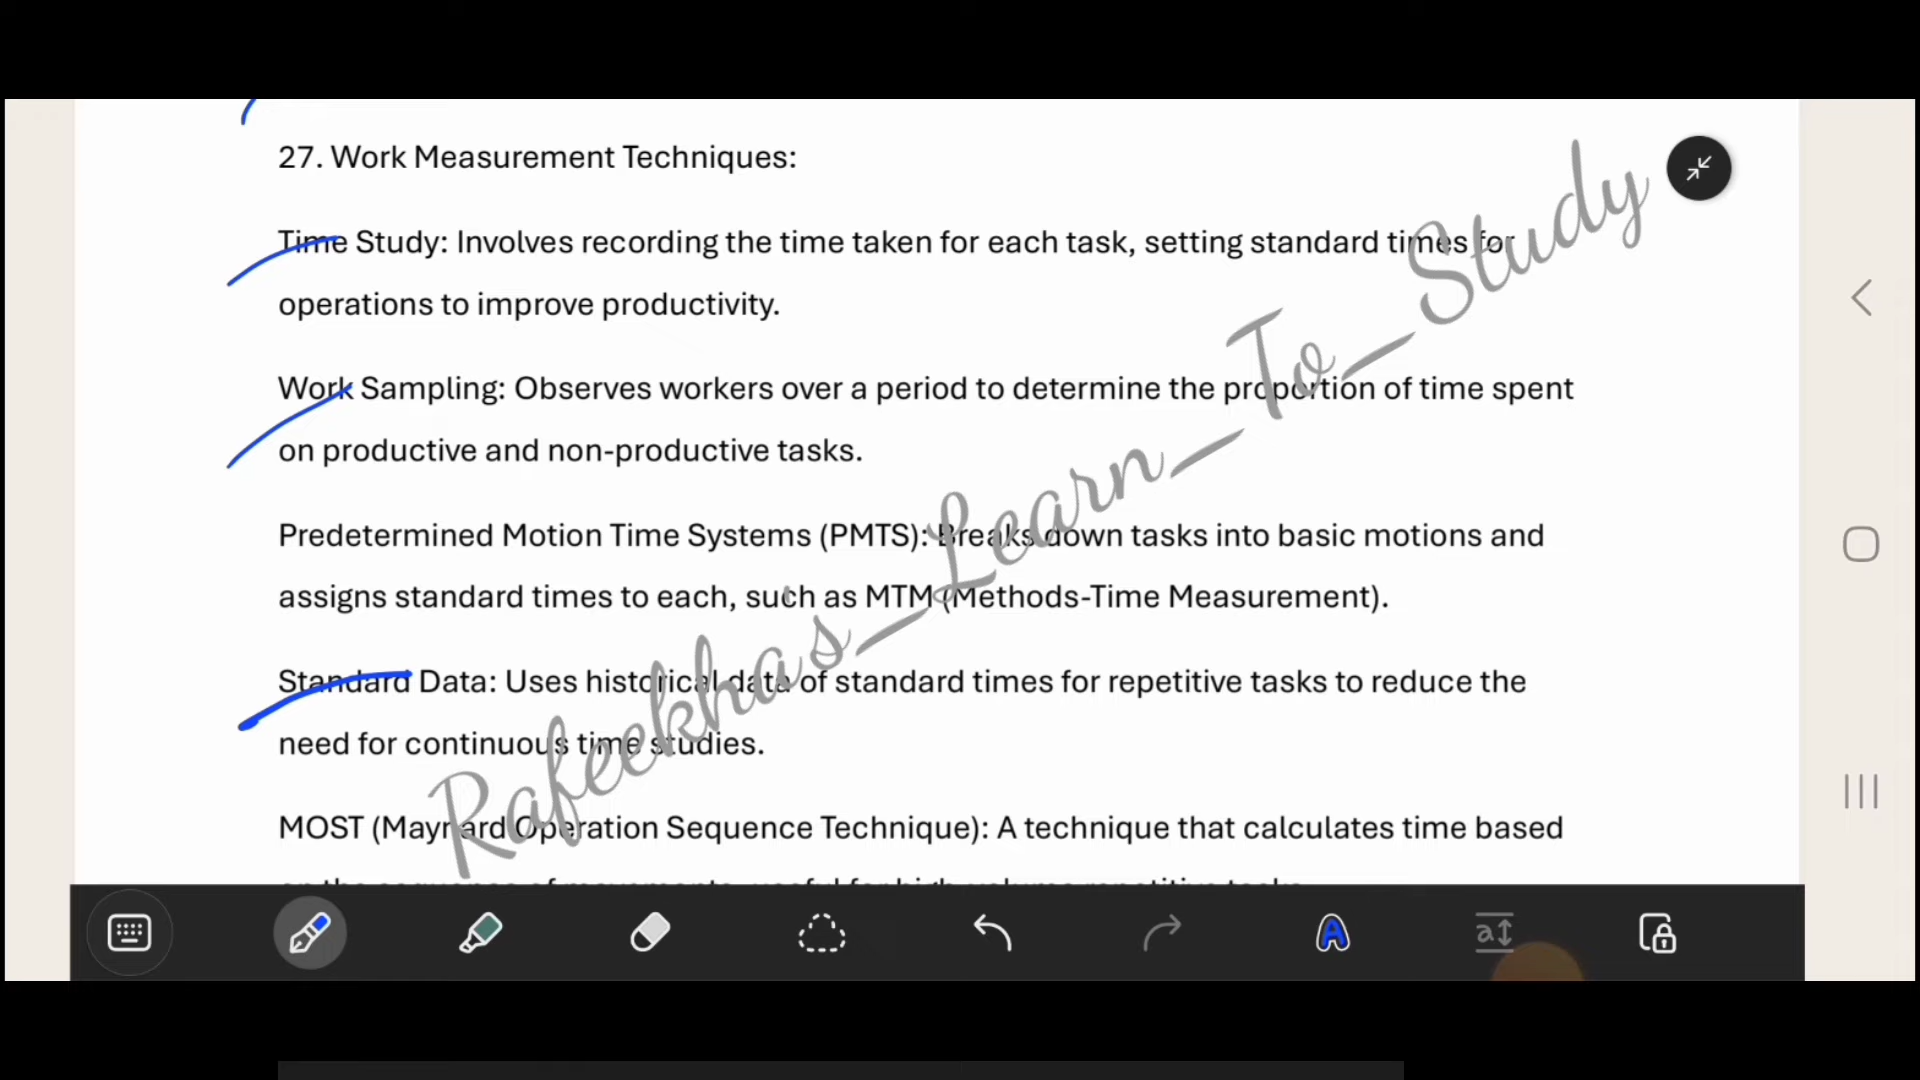 27. Work Measurement Techniques:
Time Study: Involves recording the time taken for each task, setting standard times for
operations to improve productivity.
Work Sampling: Observes workers over a period to determine the proportion of time spent
on productive and non-productive tasks.
Predetermined Motion Time Systems (PMTS): Breaks down tasks into basic motions and
assigns standard times to each, such as MTM (Methods-Time Measurement).
Standard Data: Uses historical data of standard times for repetitive tasks to reduce the
need for continuous time studies.
MOST (Maynard Operation Sequence Technique): A technique that calculates time based
Rafeekhas_Learn_To_Study